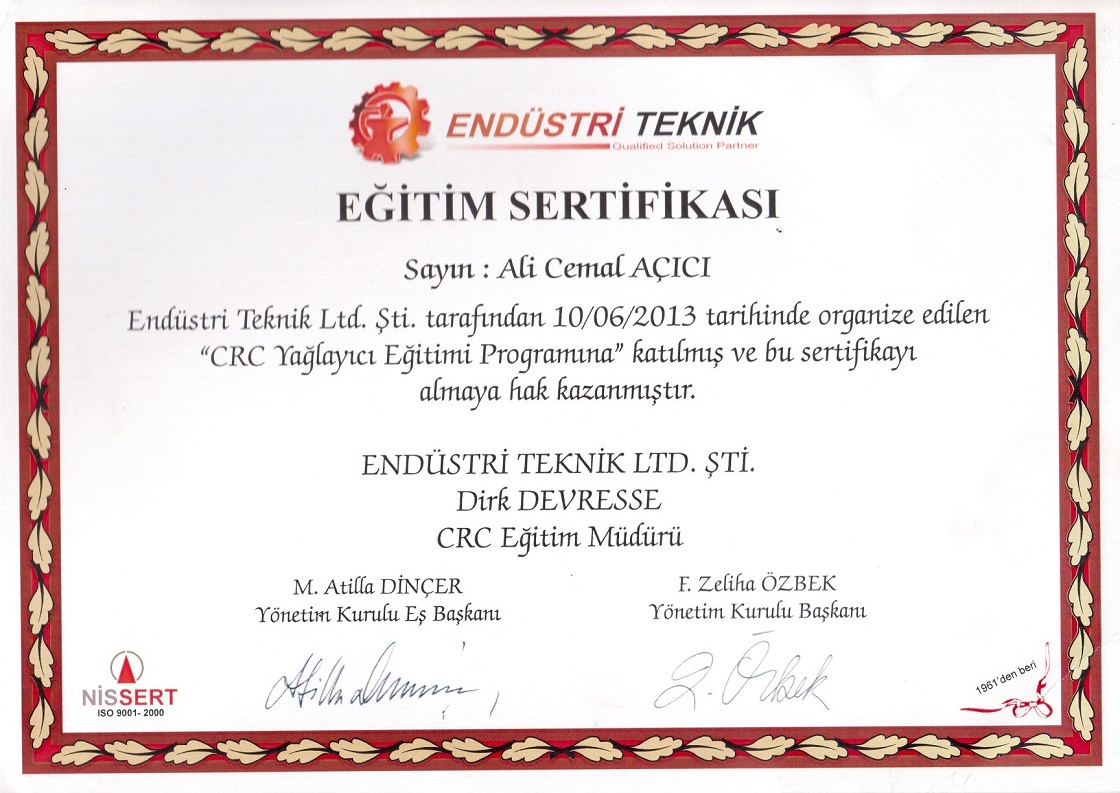 ENDÜSTRİ TEKNİK
Qualified Solution Partner
EĞİTİM SERTİFİKASI
Sayın : Ali Cemal AÇICI
Endüstri Teknik Ltd. Şti. tarafından 10/06/2013 tarihinde organize edilen
“CRC Yağlayıcı Eğitimi Programına” katılmış ve bu sertifikayı
almaya hak kazanmıştır.
ENDÜSTRİ TEKNİK LTD. ŞTİ.
Dirk DEVRESSE
CRC Eğitim Müdürü
M. Atilla DİNÇER
Yönetim Kurulu Eş Başkanı
F. Zeliha ÖZBEK
Yönetim Kurulu Başkanı
Z. Özbek
NiSSERT
ISO 9001- 2000
1961'den beri